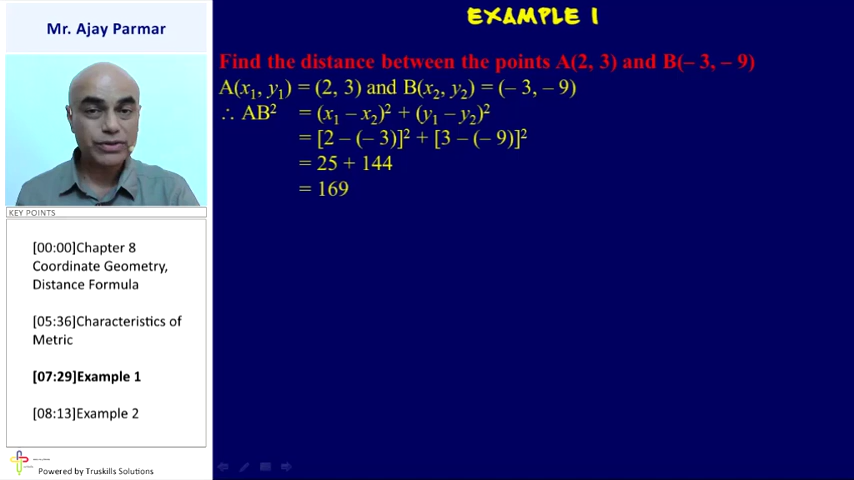 Mr. Ajay Parmar
KEY POINTS
[00:00]Chapter 8
Coordinate Geometry,
Distance Formula
[05:36]Characteristics of
Metric
[07:29]Example 1
[08:13]Example 2
Powered by Truskills Solutions
EXAMPLE 1
Find the distance between the points A(2, 3) and B(– 3, – 9)
A(x₁, y₁) = (2, 3) and B(x₂, y₂) = (– 3, – 9)
∴ AB² = (x₁ – x₂)² + (y₁ – y₂)²
= [2 – (– 3)]² + [3 – (– 9)]²
= 25 + 144
= 169